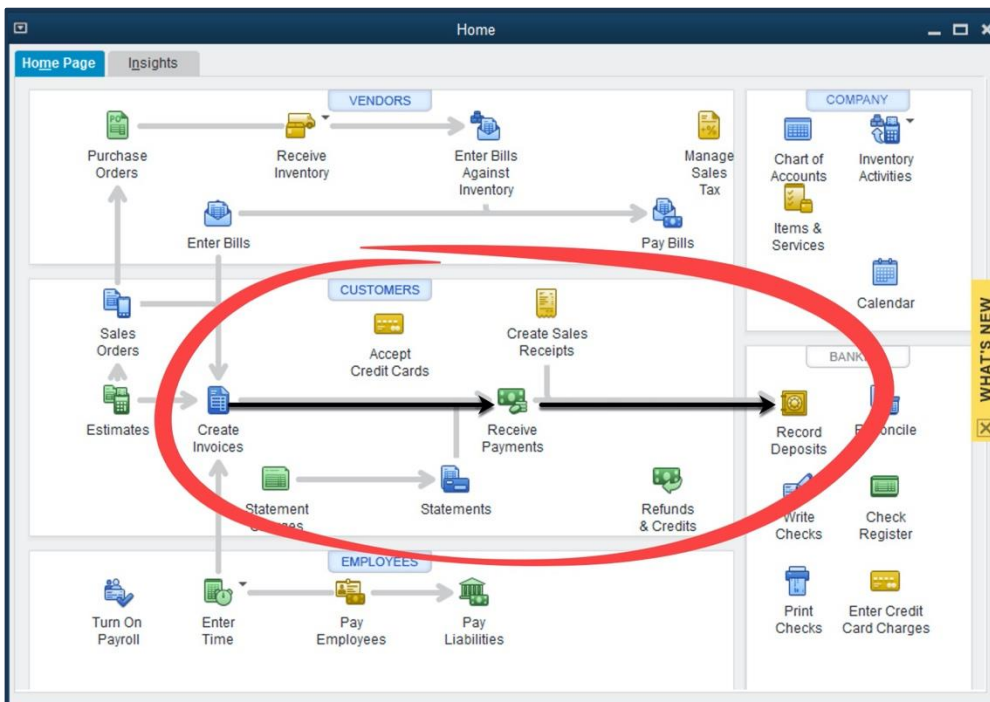 Home
Home Page
Insights
VENDORS
Purchase
Orders
Receive
Inventory
Enter Bills
Against
Inventory
Manage
Sales
Tax
Enter Bills
Pay Bills
COMPANY
Chart of
Accounts
Inventory
Activities
Items &
Services
Calendar
CUSTOMERS
Sales
Orders
Accept
Credit Cards
Create Sales
Receipts
Estimates
Create
Invoices
Receive
Payments
Statement
Statements
Refunds
& Credits
Record
Deposits
Write
Checks
Check
Register
Print
Checks
Enter Credit
Card Charges
EMPLOYEES
Turn On
Payroll
Enter
Time
Pay
Employees
Pay
Liabilities
WHAT'S NEW